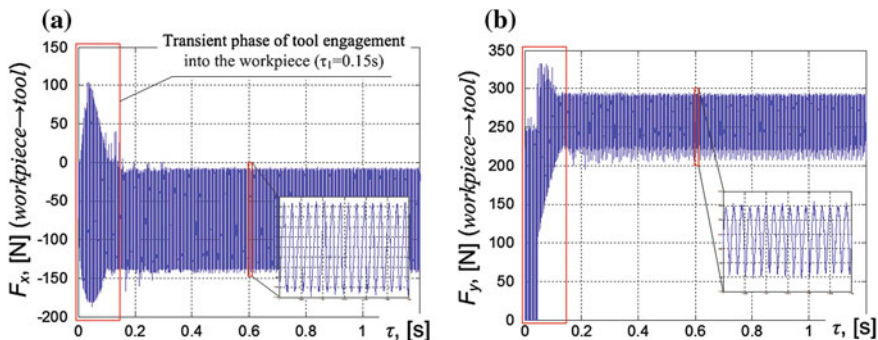 (a)
150
100
50
0
-50
-100
-150
-200
Fx, [N] (workpiece→tool)
Transient phase of tool engagement
into the workpiece (τ1=0.15s)
0 0.2 0.4 0.6 0.8 1 τ, [s]
(b)
350
300
250
200
150
100
50
0
Fy, [N] (workpiece→tool)
0 0.2 0.4 0.6 0.8 1 τ, [s]